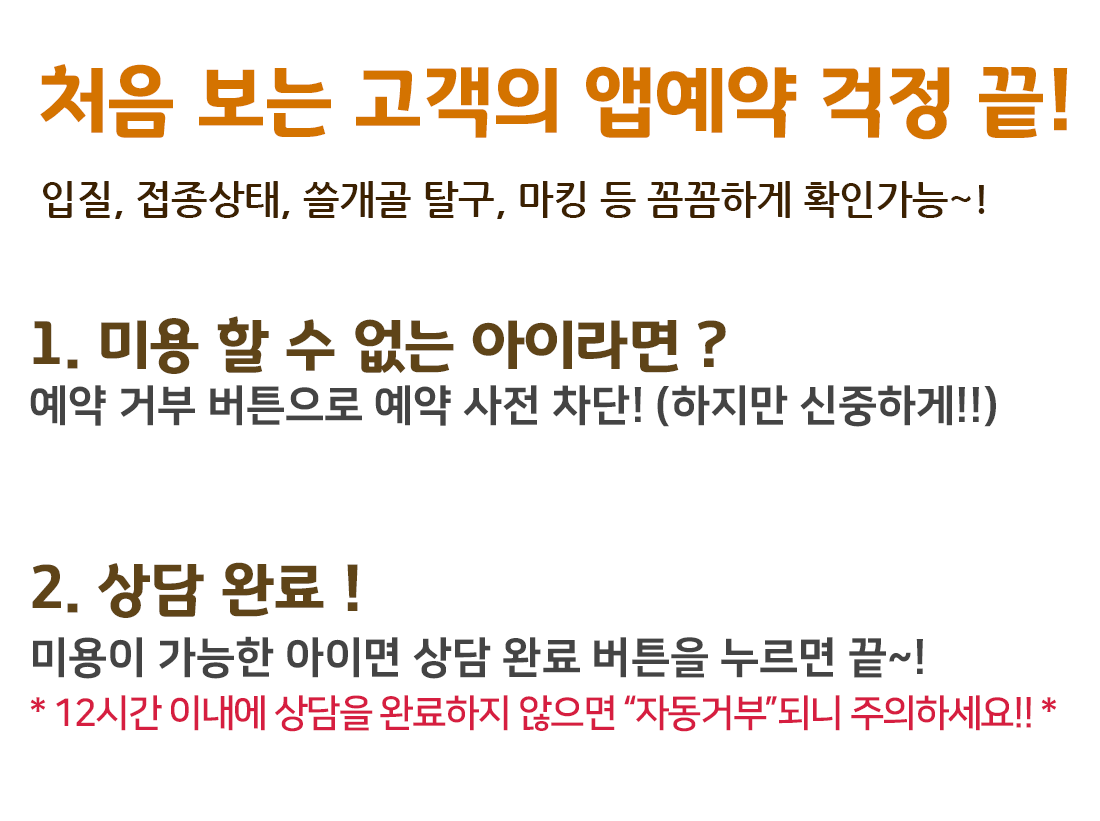 처음 보는 고객의 앱예약 걱정 끝!
입질, 접종상태, 쓸개골 탈구, 마킹 등 꼼꼼하게 확인가능~!
1. 미용 할 수 없는 아이라면 ?
예약 거부 버튼으로 예약 사전 차단! (하지만 신중하게!!)
2. 상담 완료 !
미용이 가능한 아이면 상담 완료 버튼을 누르면 끝~!
* 12시간 이내에 상담을 완료하지 않으면 “자동거부”되니 주의하세요!! *